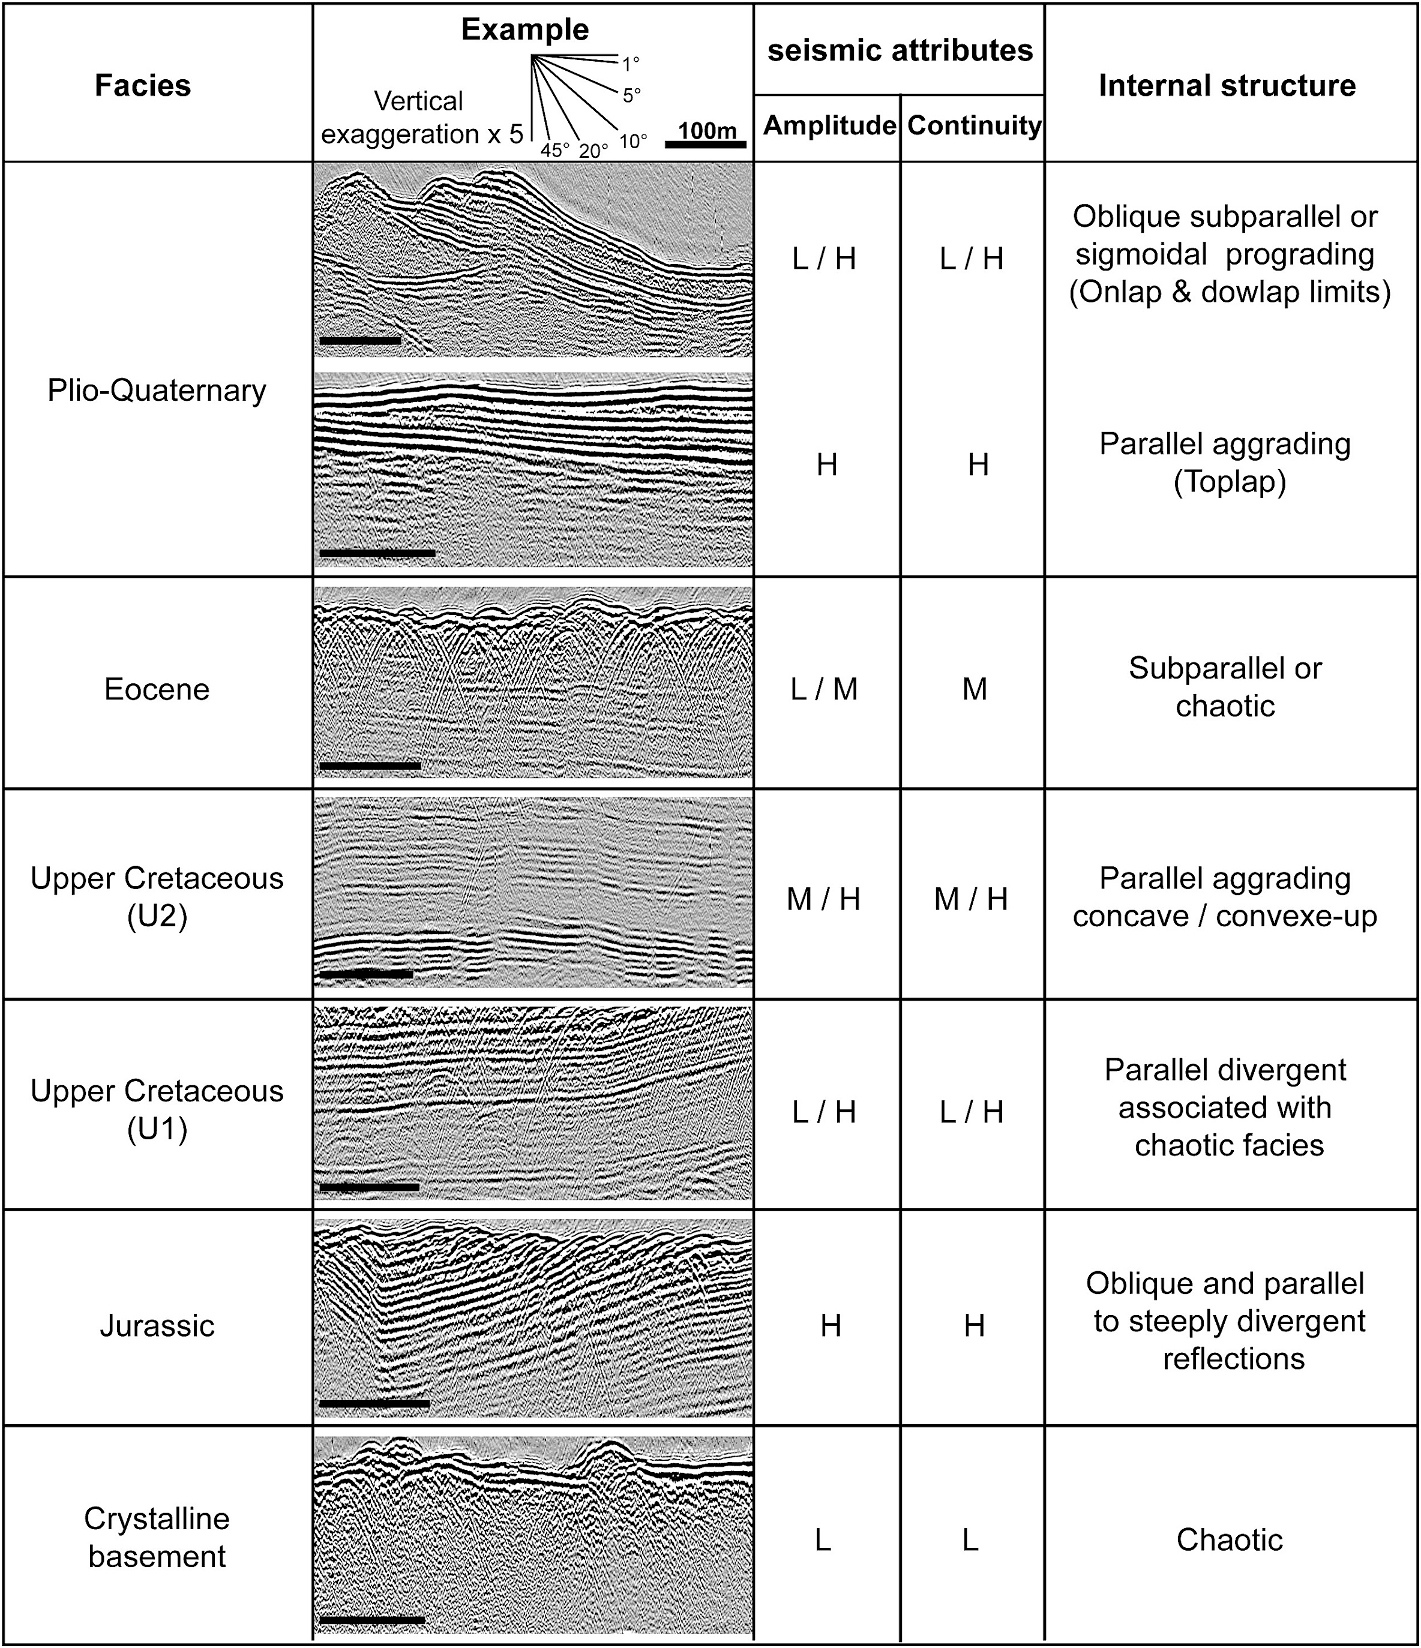 Facies
Example
Vertical
exaggeration x 5
1°
5°
10°
20°
45°
100m
seismic attributes
Amplitude
Continuity
Internal structure
Plio-Quaternary
L / H
L / H
Oblique subparallel or
sigmoidal prograding
(Onlap & dowlap limits)
H
H
Parallel aggrading
(Toplap)
Eocene
L / M
M
Subparallel or
chaotic
Upper Cretaceous
(U2)
M / H
M / H
Parallel aggrading
concave / convexe-up
Upper Cretaceous
(U1)
L / H
L / H
Parallel divergent
associated with
chaotic facies
Jurassic
H
H
Oblique and parallel
to steeply divergent
reflections
Crystalline
basement
L
L
Chaotic